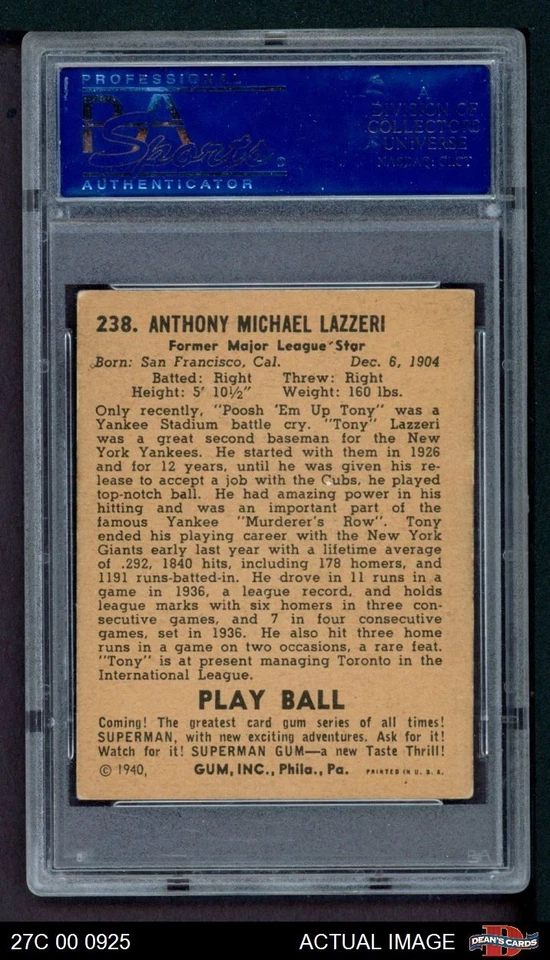 PROFESSIONAL
PSA
Sports
AUTHENTICATOR
A
DIVISION OF
COLLECTORS
UNIVERSE
NASDAQ: CLCT
238. ANTHONY MICHAEL LAZZERI
Former Major League Star
Born: San Francisco, Cal. Dec. 6, 1904
Batted: Right Threw: Right
Height: 5' 10½" Weight: 160 lbs.
Only recently, "Poosh 'Em Up Tony" was a
Yankee Stadium battle cry. "Tony" Lazzeri
was a great second baseman for the New
York Yankees. He started with them in 1926
and for 12 years, until he was given his re-
lease to accept a job with the Cubs, he played
top-notch ball. He had amazing power in his
hitting and was an important part of the
famous Yankee "Murderer's Row". Tony
ended his playing career with the New York
Giants early last year with a lifetime average
of .292, 1840 hits, including 178 homers, and
1191 runs-batted-in. He drove in 11 runs in a
game in 1936, a league record, and holds
league marks with six homers in three con-
secutive games, and 7 in four consecutive
games, set in 1936. He also hit three home
runs in a game on two occasions, a rare feat.
"Tony" is at present managing Toronto in the
International League.
PLAY BALL
Coming! The greatest card gum series of all times!
SUPERMAN, with new exciting adventures. Ask for it!
Watch for it! SUPERMAN GUM—a new Taste Thrill!
© 1940, GUM, INC., Phila., Pa. PRINTED IN U. S. A.
27C 00 0925 ACTUAL IMAGE DEAN'S CARDS